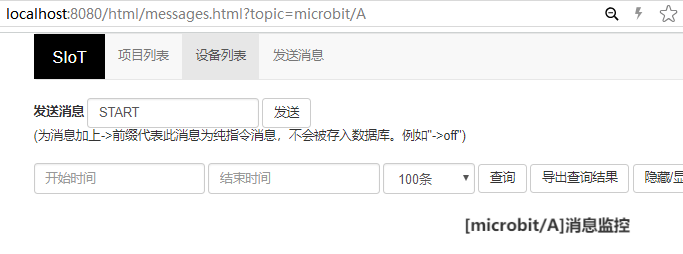 localhost:8080/html/messages.html?topic=microbit/A
SIoT 项目列表 设备列表 发送消息
发送消息 START 发送
(为消息加上->前缀代表此消息为纯指令消息，不会被存入数据库。例如"->off")
开始时间 结束时间 100条 查询 导出查询结果 隐藏/显
[microbit/A]消息监控